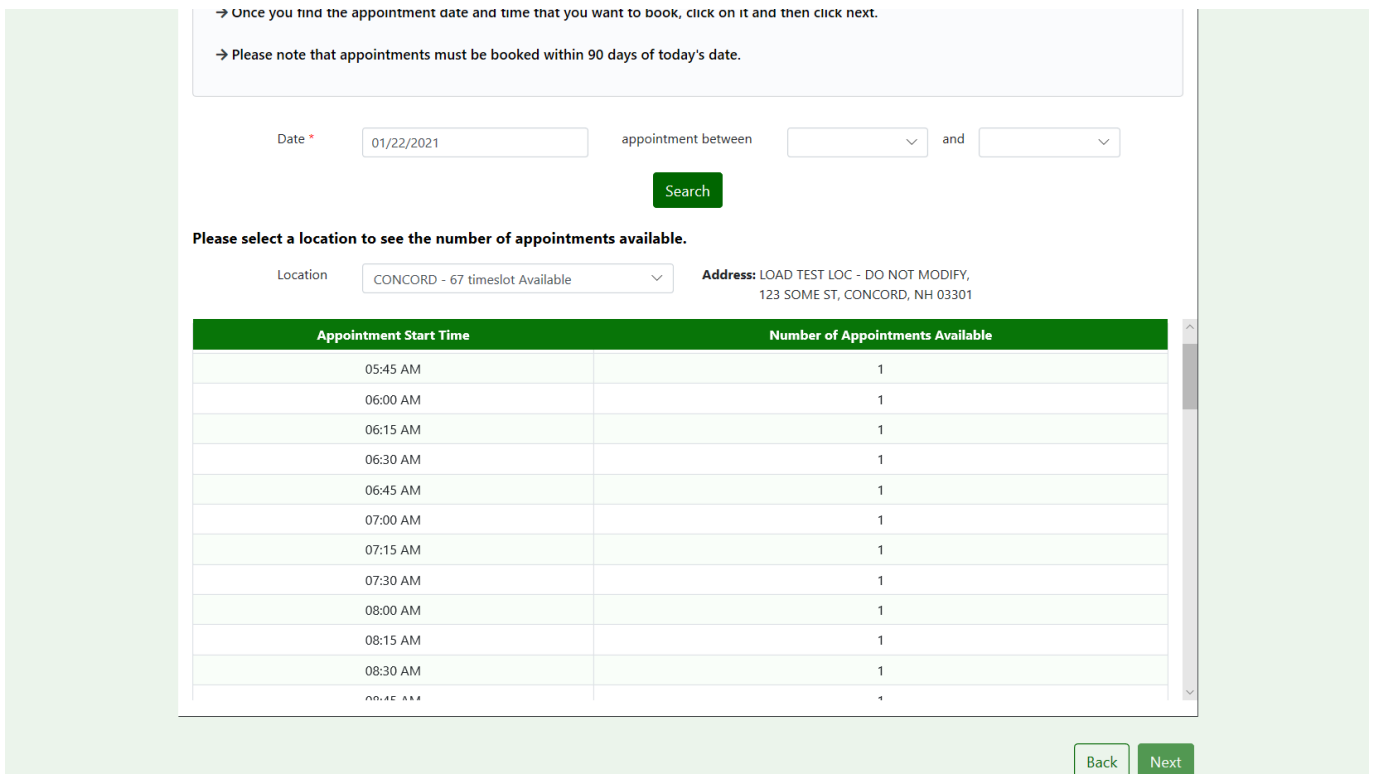 → Once you find the appointment date and time that you want to book, click on it and then click next.
→ Please note that appointments must be booked within 90 days of today's date.
Date * 01/22/2021 appointment between and
Search
Please select a location to see the number of appointments available.
Location CONCORD - 67 timeslot Available Address: LOAD TEST LOC - DO NOT MODIFY,
123 SOME ST, CONCORD, NH 03301
Appointment Start Time Number of Appointments Available
05:45 AM 1
06:00 AM 1
06:15 AM 1
06:30 AM 1
06:45 AM 1
07:00 AM 1
07:15 AM 1
07:30 AM 1
08:00 AM 1
08:15 AM 1
08:30 AM 1
08:45 AM 1
Back Next